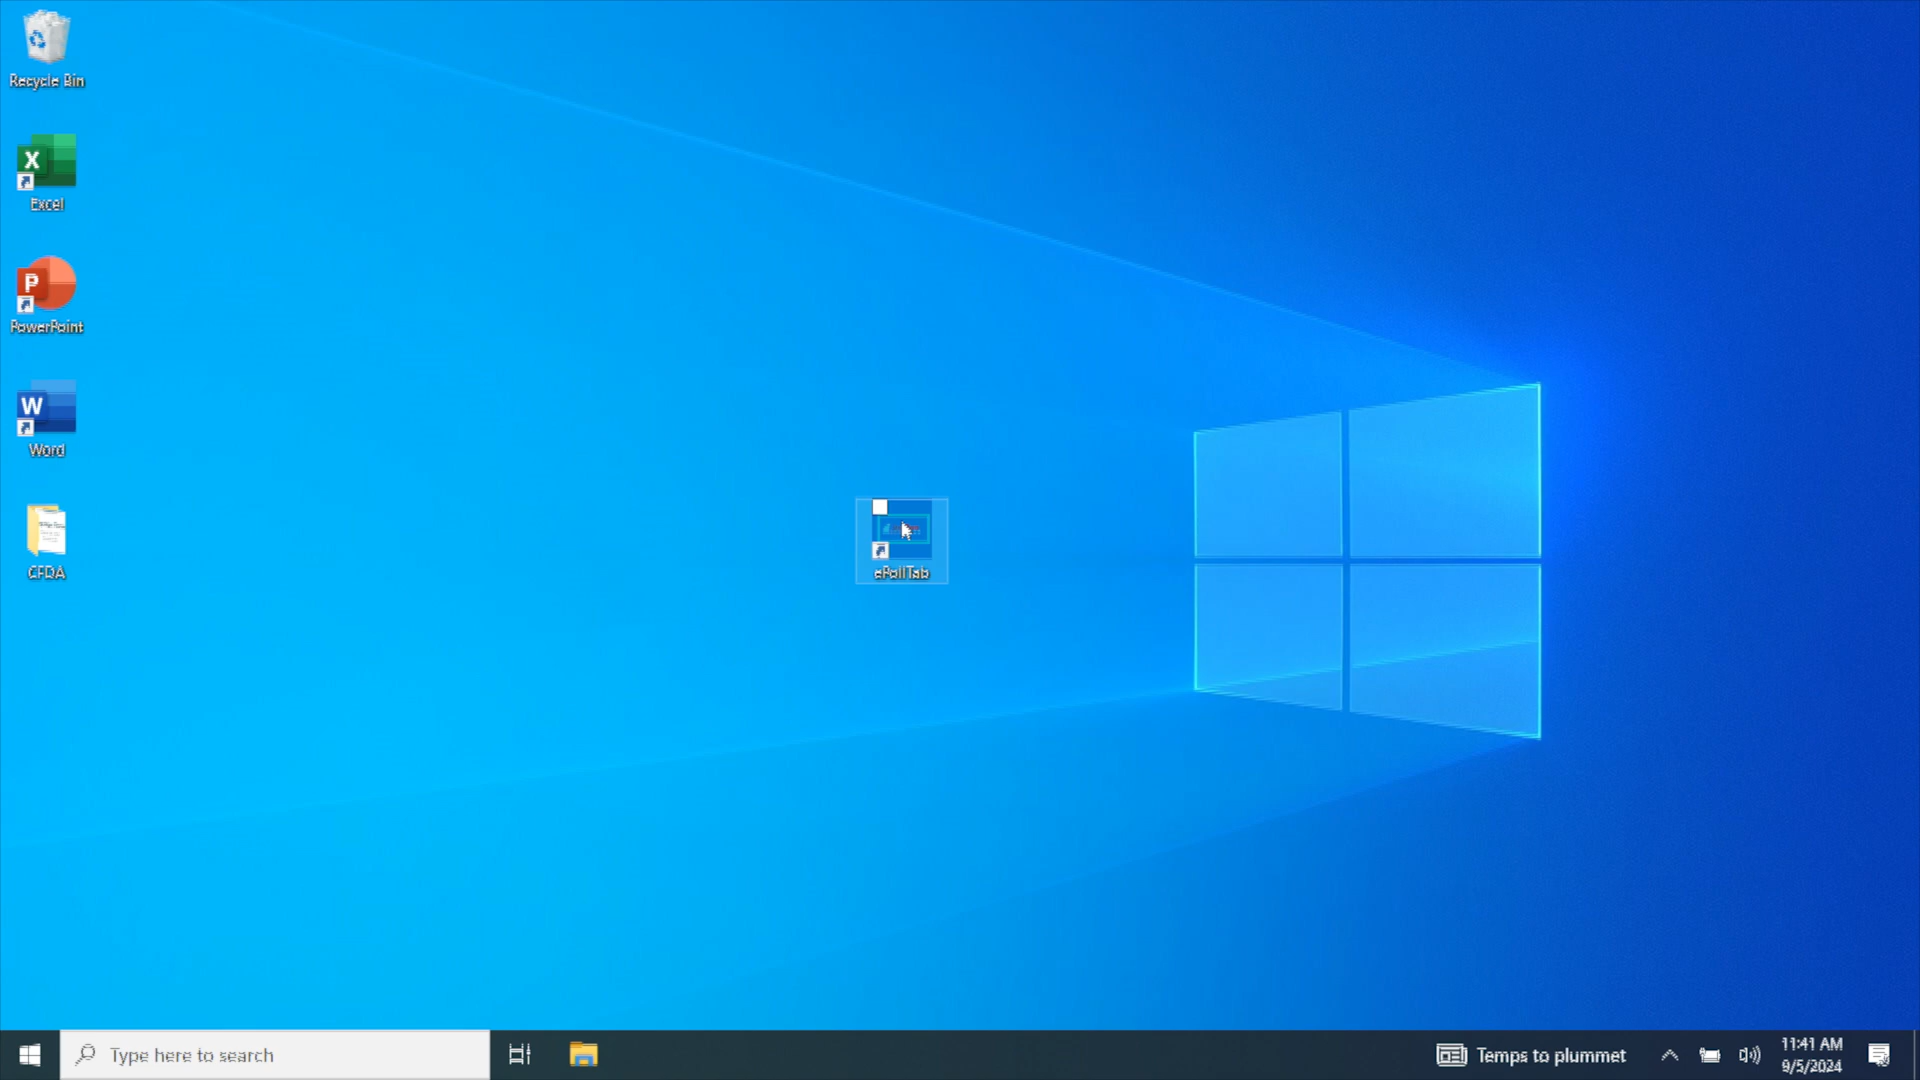 Recycle Bin
X
Excel
P
PowerPoint
W
Word
CFDA
ePollTab
Type here to search
Temps to plummet
11:41 AM
9/5/2024